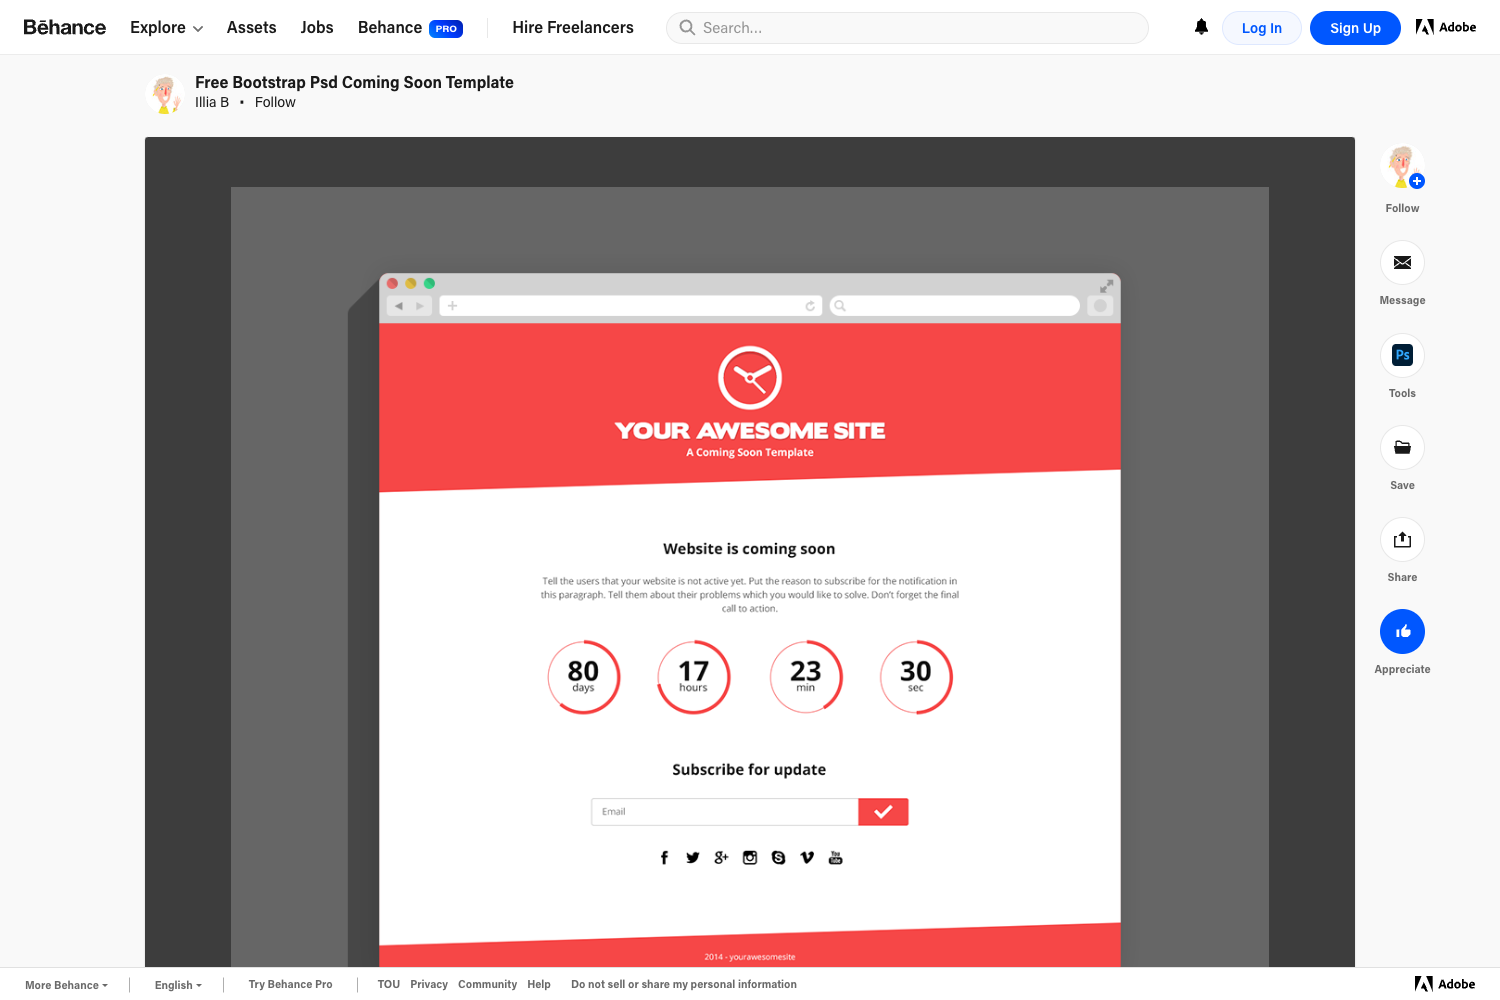 Bēhance Explore Assets Jobs Behance PRO Hire Freelancers Search... Log In Sign Up Adobe
Free Bootstrap Psd Coming Soon Template
Illia B • Follow
YOUR AWESOME SITE
A Coming Soon Template
Website is coming soon
Tell the users that your website is not active yet. Put the reason to subscribe for the notification in
this paragraph. Tell them about their problems which you would like to solve. Don't forget the final
call to action.
80 17 23 30
days hours min sec
Subscribe for update
Email
You
Tube
2014 - yourawesomesite
Follow
Message
Ps
Tools
Save
Share
Appreciate
More Behance English Try Behance Pro TOU Privacy Community Help Do not sell or share my personal information Adobe